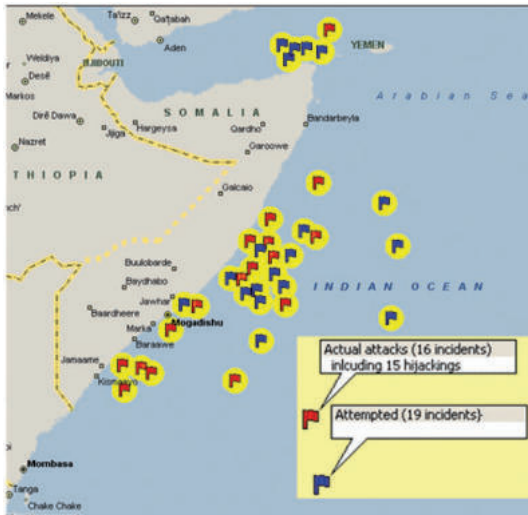 Mekele
Ta'izz
Qa'tabah
Aden
Weldiya
DJIBOUTI
YEMEN
Desē
Markos
Arabian Sea
Dirē Dawa
SOMALIA
Jijiga
Hargeysa
Qardho
Bandarbeyla
Nazret
Garoowe
THIOPIA
Galcaio
nch'
Buulobarde
Baydhabo
INDIAN OCEAN
Jawhar
Baardheere
Mogadishu
Marka
Baraawe
Actual attacks (16 incidents)
inlcuding 15 hijackings
Jamaame
Kismaayo
Attempted (19 incidents}
Mombasa
Tanga
Chake Chake